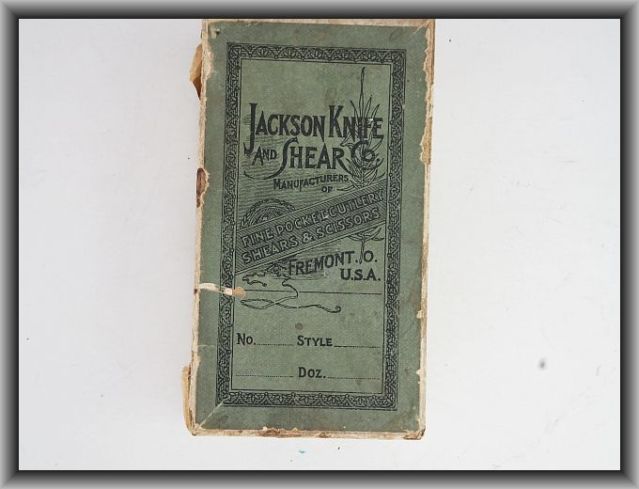 JACKSON KNIFE
AND SHEAR CO.
MANUFACTURERS
OF
FINE POCKET CUTLERY
SHEARS & SCISSORS
FREMONT. O.
U.S.A.
NO. STYLE
DOZ.